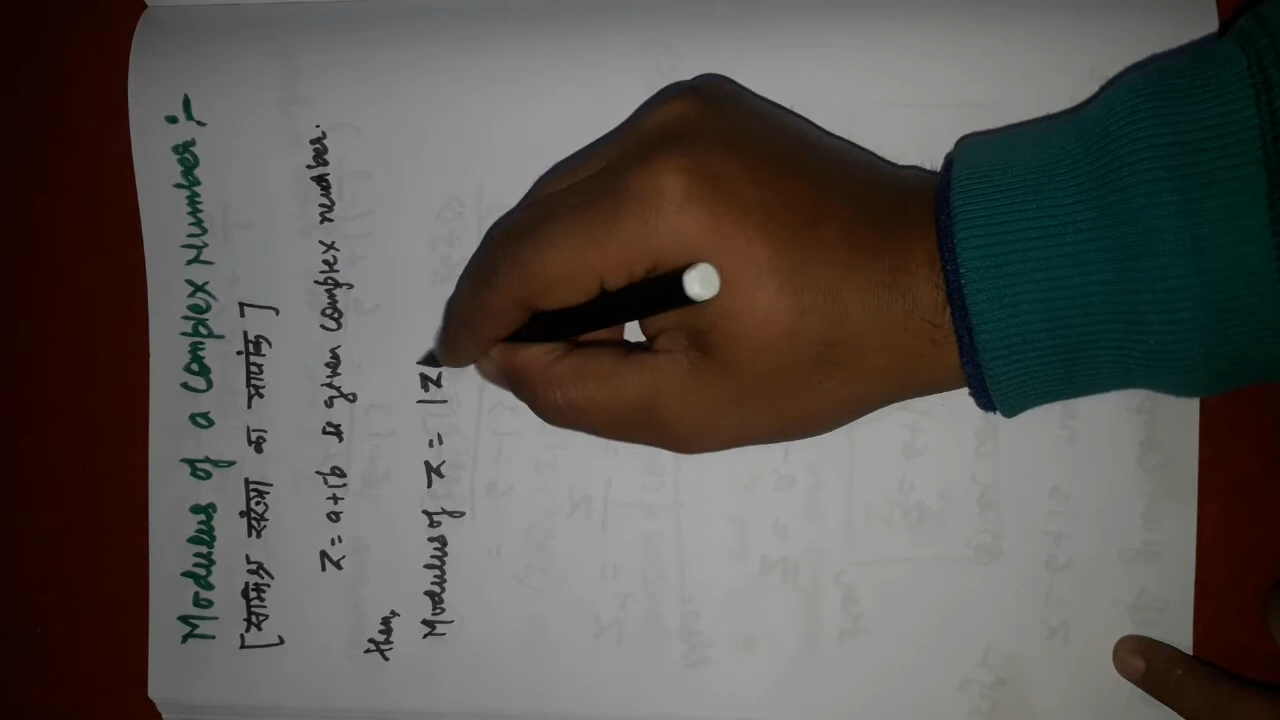 Modulus of a Complex Number :-
[सम्मिश्र संख्या का मापांक]
z = a+ib is given complex number.
then,
Modulus of z = |z